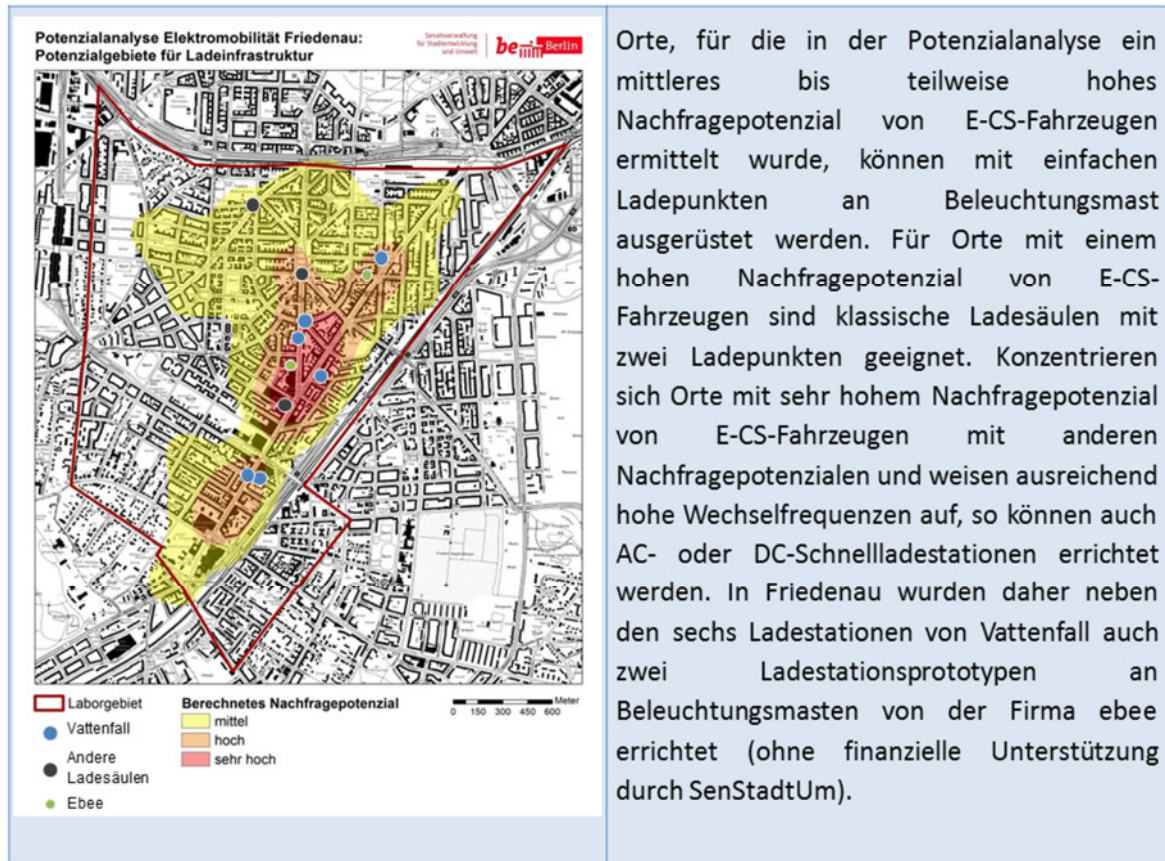 Potenzialanalyse Elektromobilität Friedenau:
Potenzialgebiete für Ladeinfrastruktur
Senatsverwaltung
für Stadtentwicklung
und Umwelt
be Berlin
Laborgebiet
Vattenfall
Andere
Ladesäulen
Ebee
Berechnetes Nachfragepotenzial
mittel
hoch
sehr hoch
Meter
0 150 300 450 600
Orte, für die in der Potenzialanalyse ein
mittleres bis teilweise hohes
Nachfragepotenzial von E-CS-Fahrzeugen
ermittelt wurde, können mit einfachen
Ladepunkten an Beleuchtungsmast
ausgerüstet werden. Für Orte mit einem
hohen Nachfragepotenzial von E-CS-
Fahrzeugen sind klassische Ladesäulen mit
zwei Ladepunkten geeignet. Konzentrieren
sich Orte mit sehr hohem Nachfragepotenzial
von E-CS-Fahrzeugen mit anderen
Nachfragepotenzialen und weisen ausreichend
hohe Wechselfrequenzen auf, so können auch
AC- oder DC-Schnellladestationen errichtet
werden. In Friedenau wurden daher neben
den sechs Ladestationen von Vattenfall auch
zwei Ladestationsprototypen an
Beleuchtungsmasten von der Firma ebee
errichtet (ohne finanzielle Unterstützung
durch SenStadtUm).